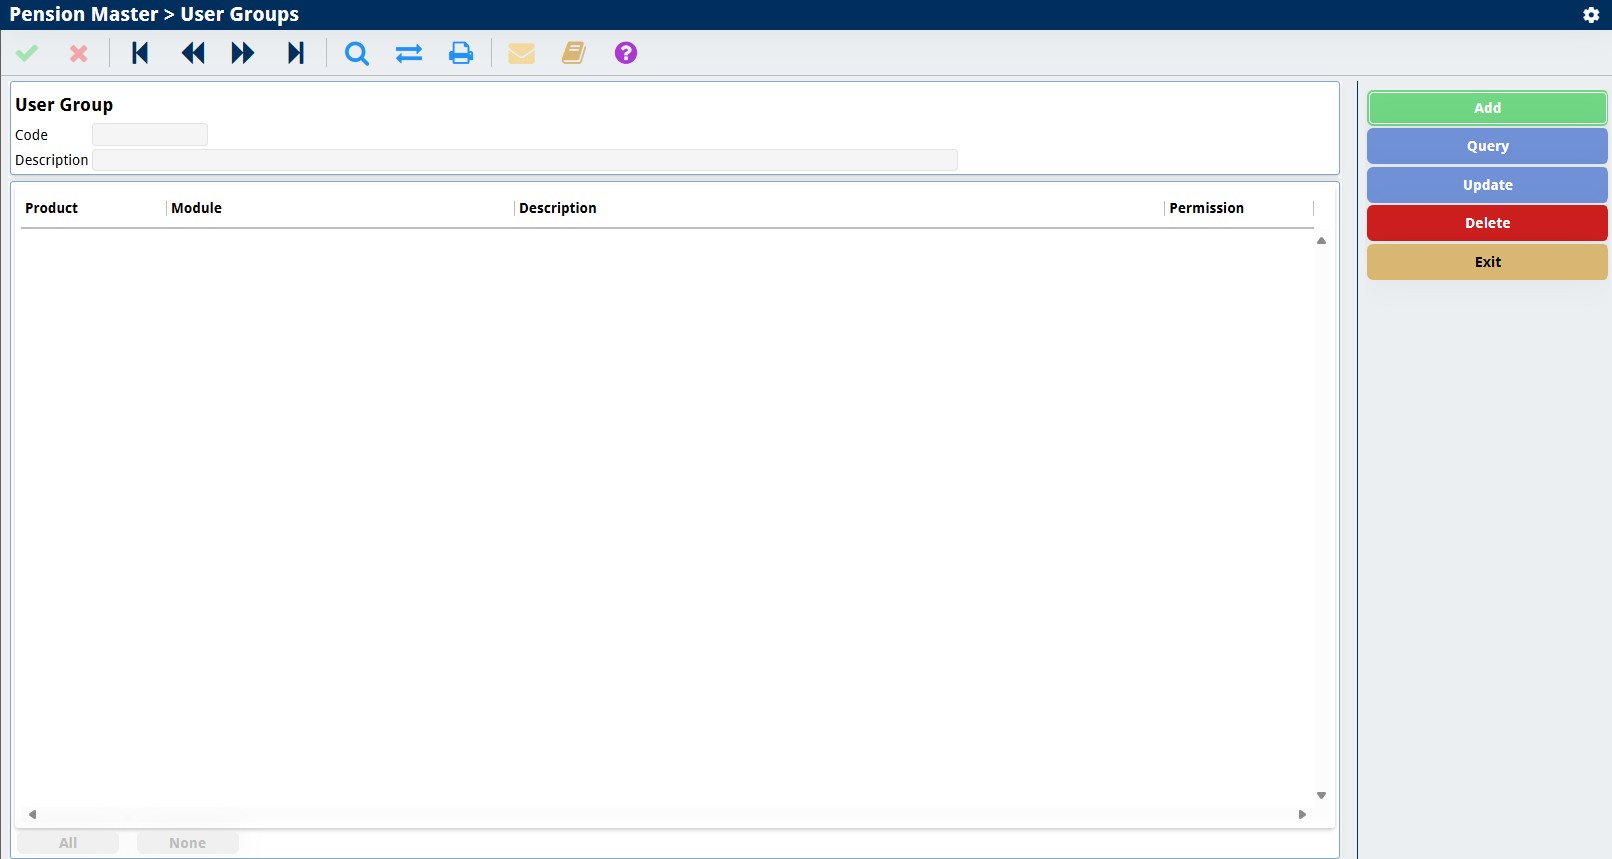 Pension Master > User Groups
User Group
Code
Description
Product Module Description Permission
All None
Add
Query
Update
Delete
Exit